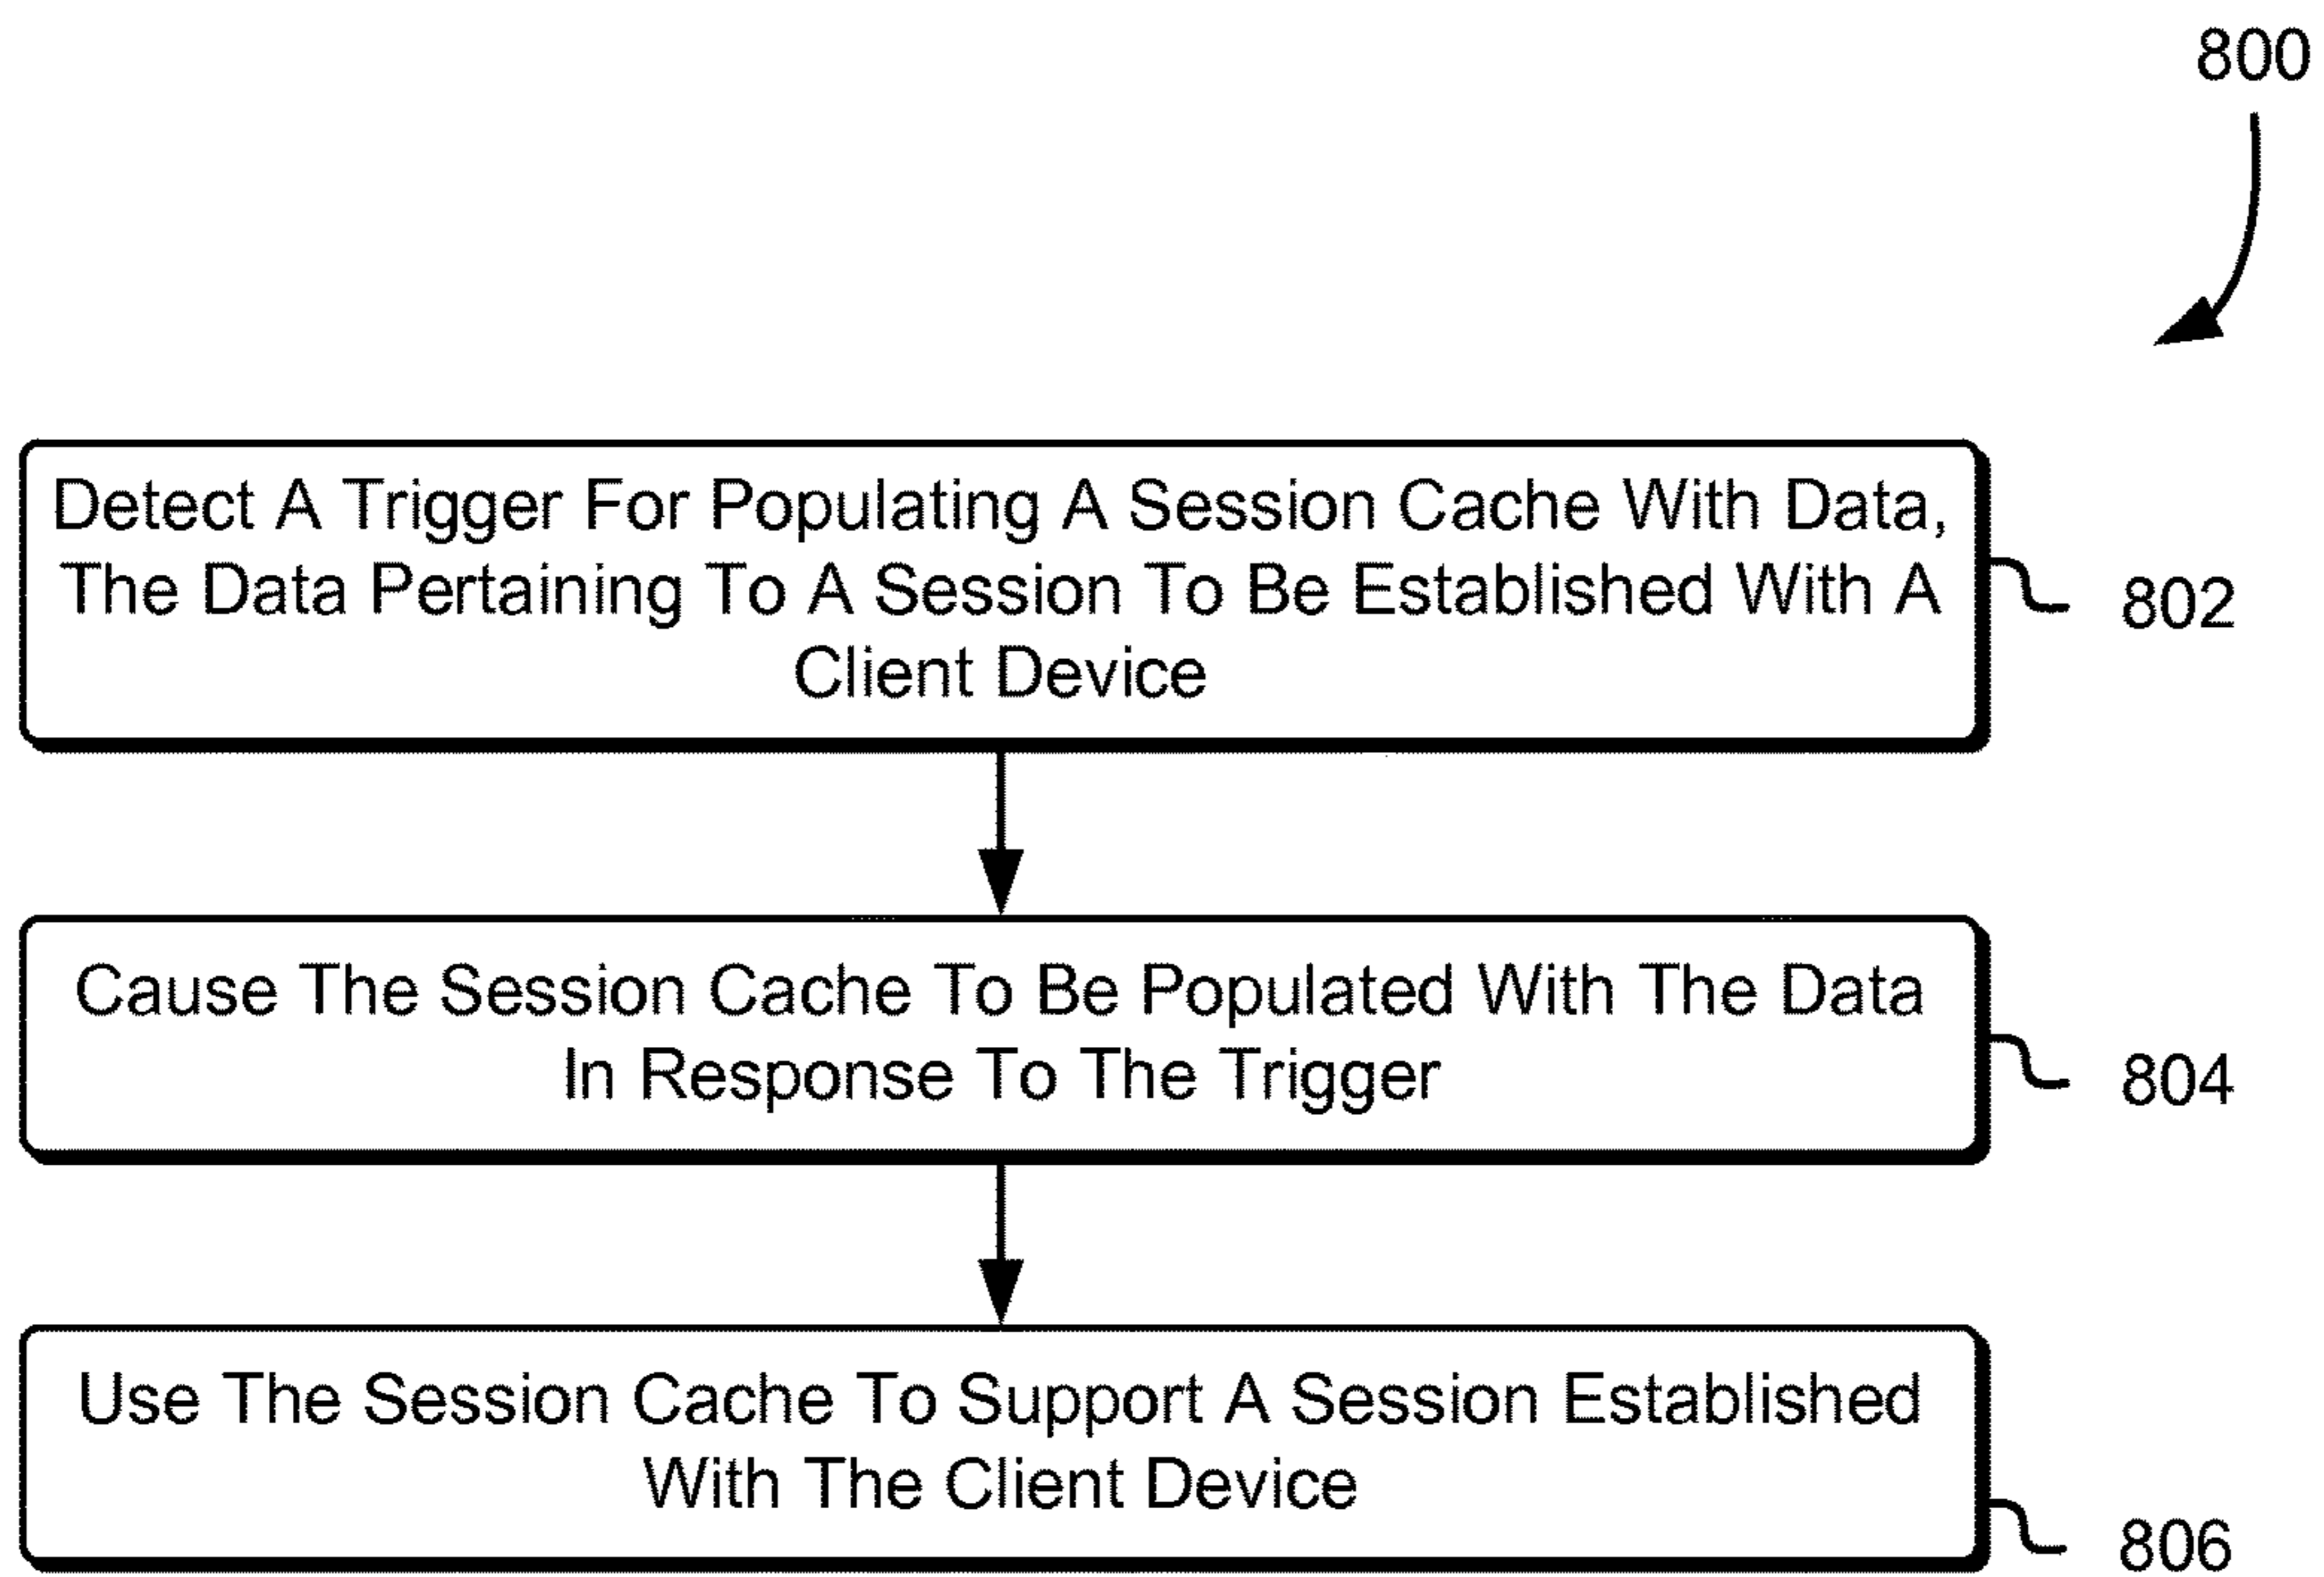 800
Detect A Trigger For Populating A Session Cache With Data,
The Data Pertaining To A Session To Be Established With A
Client Device
802
Cause The Session Cache To Be Populated With The Data
In Response To The Trigger
804
Use The Session Cache To Support A Session Established
With The Client Device
806